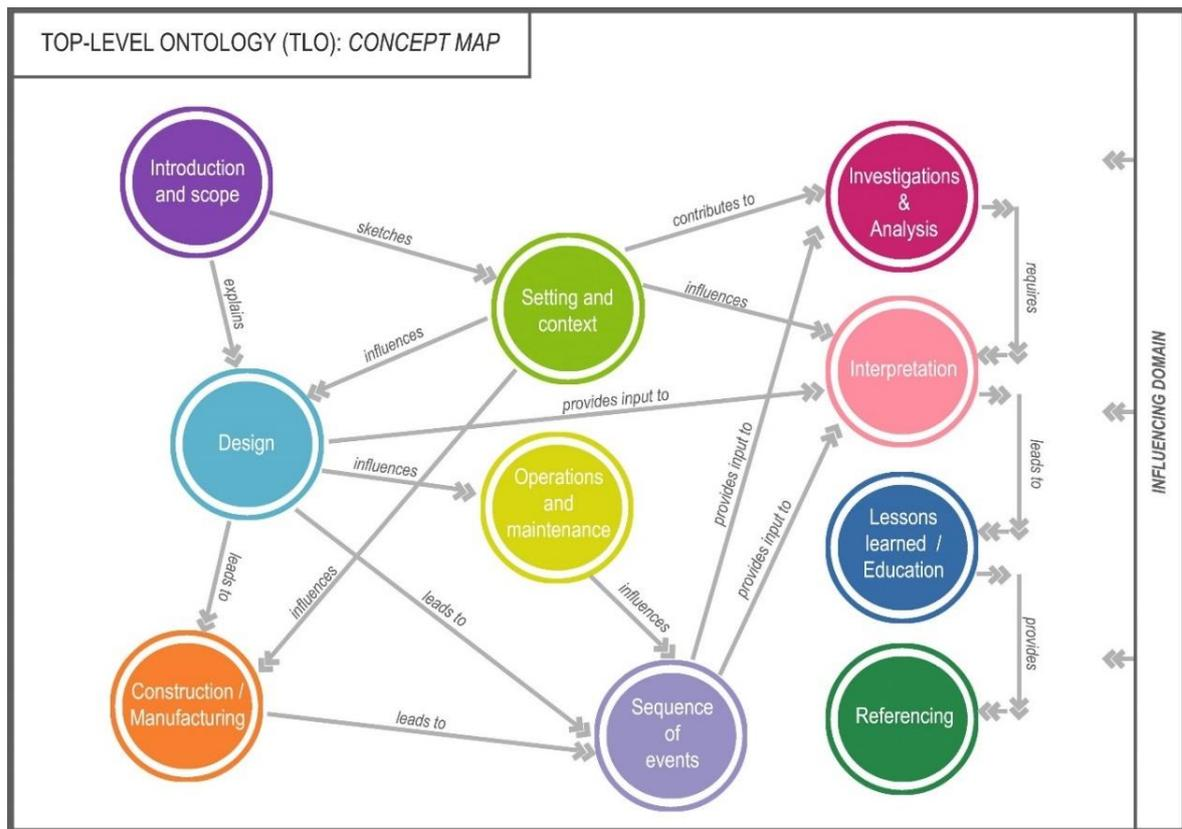 TOP-LEVEL ONTOLOGY (TLO): CONCEPT MAP
Introduction
and scope
sketches
explains
Setting and
context
contributes to
influences
Investigations
&
Analysis
requires
influences
Interpretation
provides input to
Design
influences
Operations
and
maintenance
provides input to
provides input to
leads to
Lessons
learned /
Education
leads to
influences
leads to
influences
provides
Construction /
Manufacturing
leads to
Sequence
of
events
Referencing
INFLUENCING DOMAIN